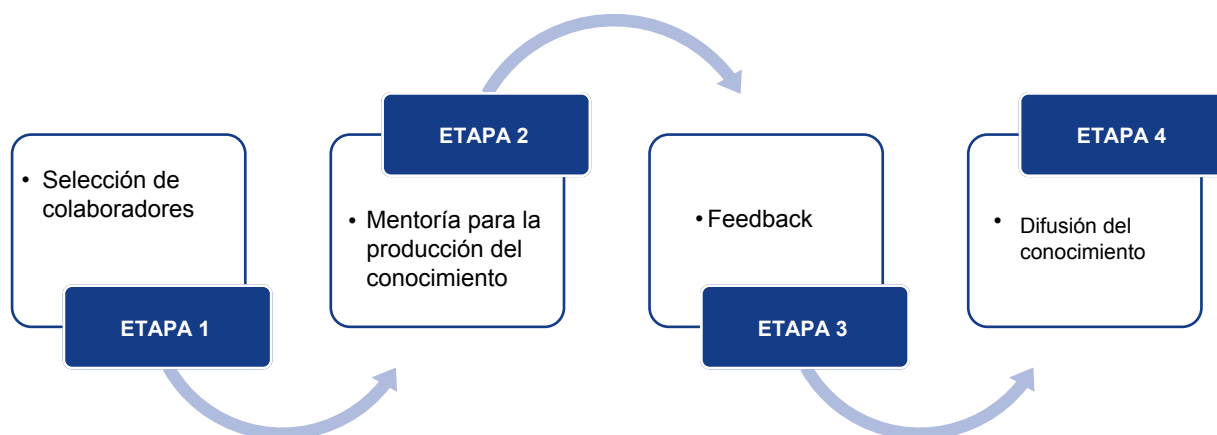 • Selección de
colaboradores
ETAPA 1
ETAPA 2
• Mentoría para la
producción del
conocimiento
• Feedback
ETAPA 3
ETAPA 4
• Difusión del
conocimiento